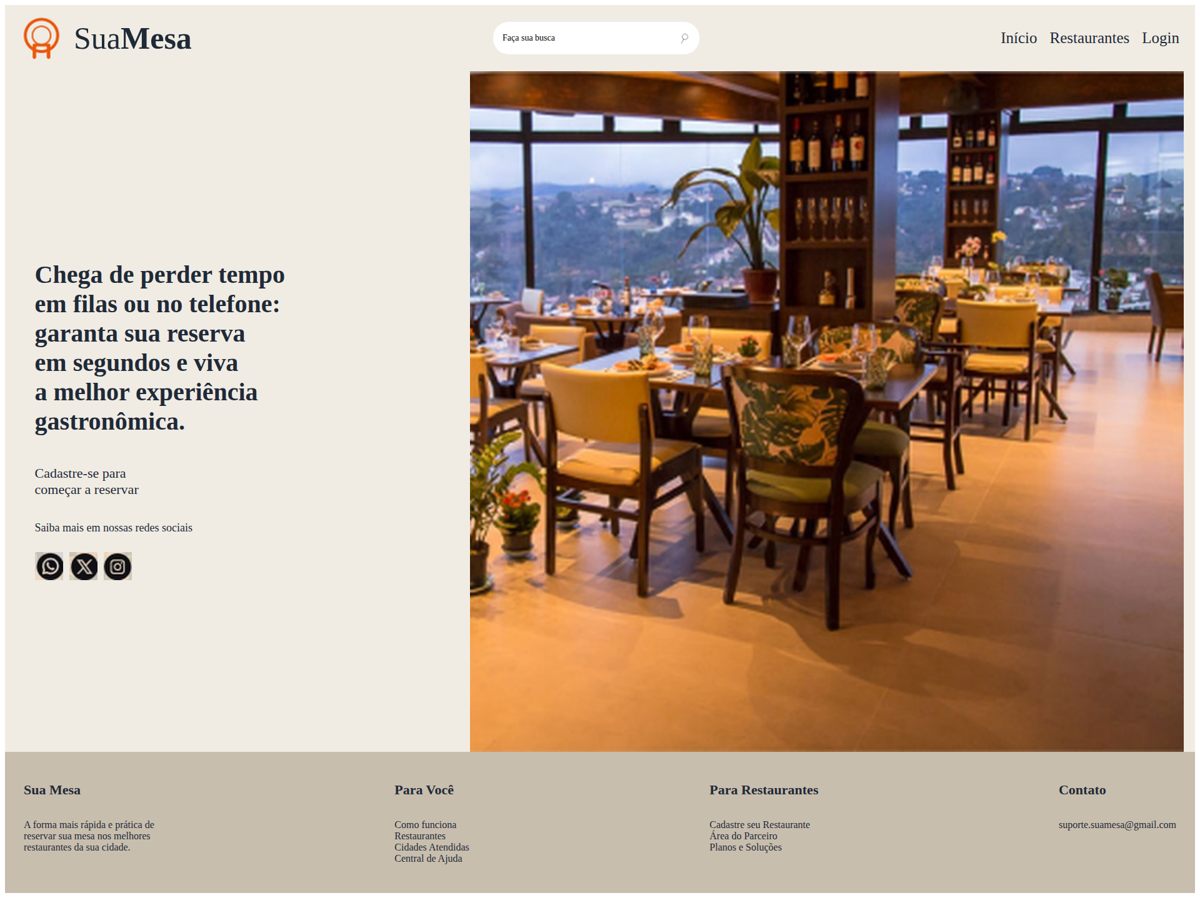 SuaMesa
Faça sua busca
Início Restaurantes Login
Chega de perder tempo
em filas ou no telefone:
garanta sua reserva
em segundos e viva
a melhor experiência
gastronômica.
Cadastre-se para
começar a reservar
Saiba mais em nossas redes sociais
Sua Mesa
A forma mais rápida e prática de
reservar sua mesa nos melhores
restaurantes da sua cidade.
Para Você
Como funciona
Restaurantes
Cidades Atendidas
Central de Ajuda
Para Restaurantes
Cadastre seu Restaurante
Área do Parceiro
Planos e Soluções
Contato
suporte.suamesa@gmail.com